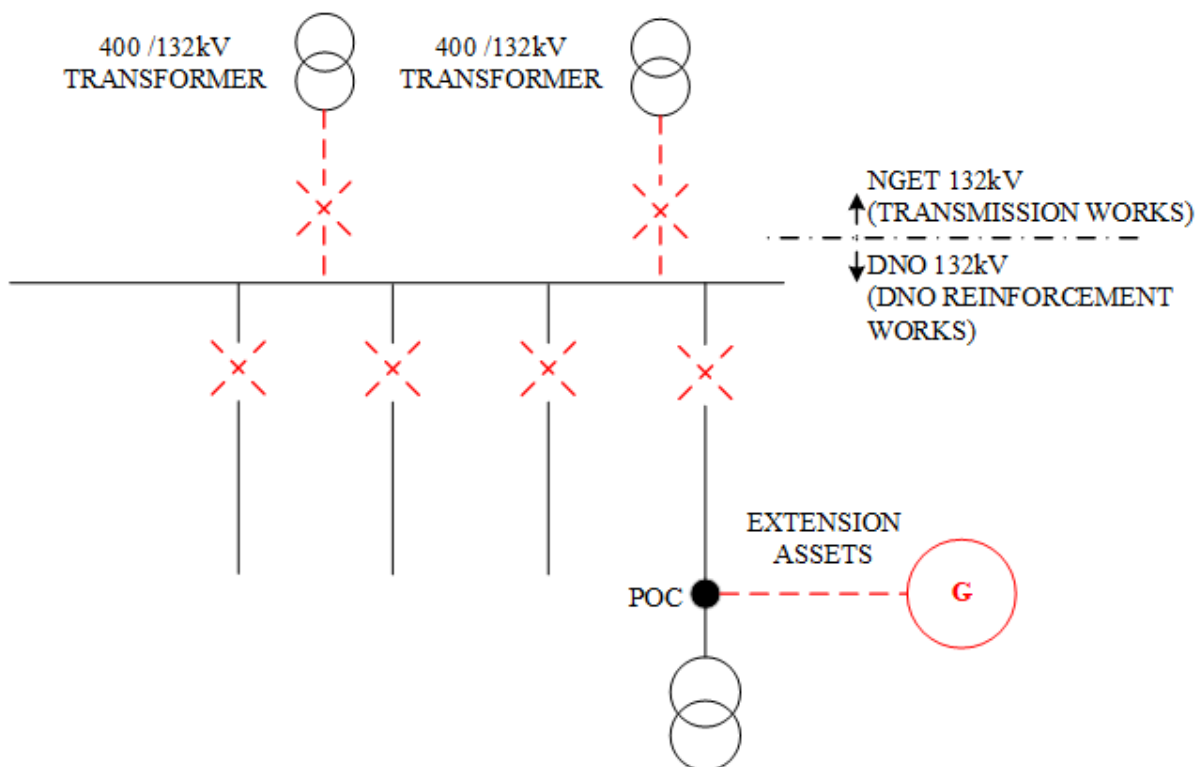 400 /132kV
TRANSFORMER
400 /132kV
TRANSFORMER
NGET 132kV
(TRANSMISSION WORKS)
DNO 132kV
(DNO REINFORCEMENT
WORKS)
EXTENSION
ASSETS
POC
G